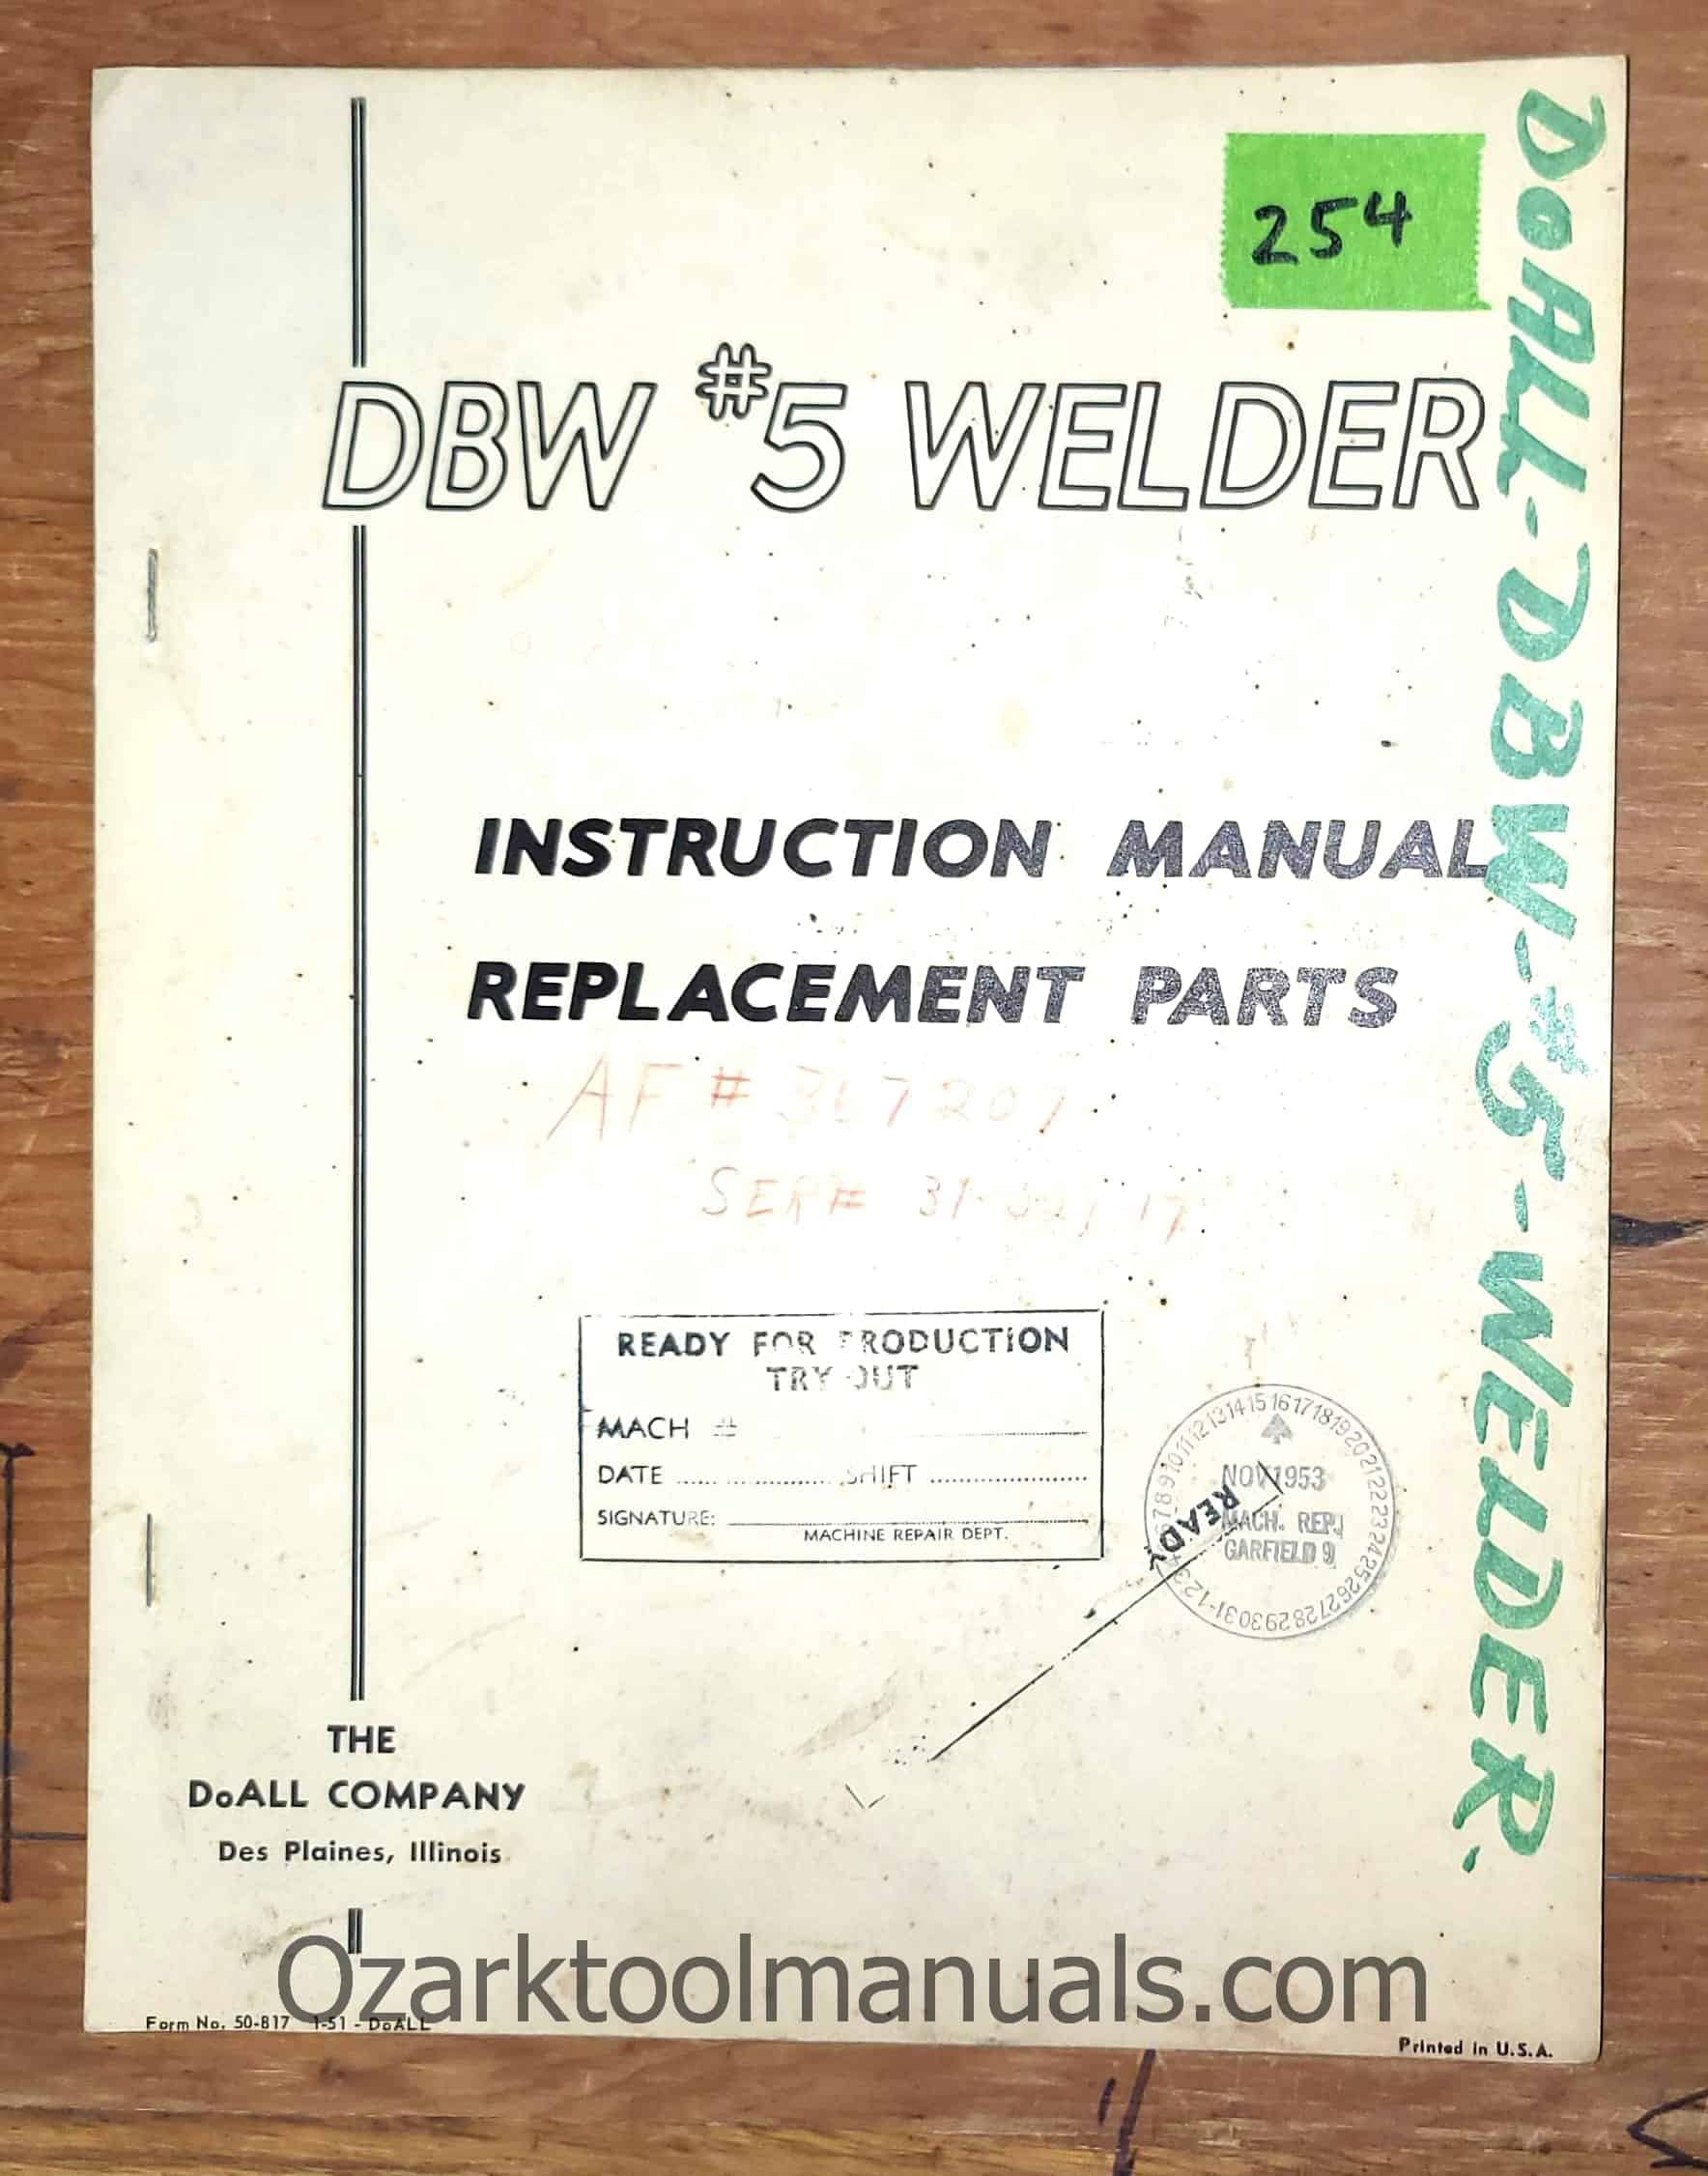 254
DoALL-DBW-#5-WELDER.
DBW #5 WELDER
INSTRUCTION MANUAL
REPLACEMENT PARTS
AF #
SER#
READY FOR PRODUCTION
TRY OUT
MACH #
DATE SHIFT
SIGNATURE:
MACHINE REPAIR DEPT.
NOV 1953
READY
MACH. REP.
GARFIELD 9
THE
DoALL COMPANY
Des Plaines, Illinois
Ozarktoolmanuals.com
Form No. 50-817 1-51 - DoALL
Printed in U.S.A.